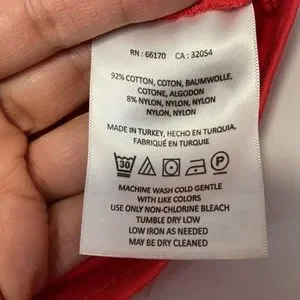 RN : 66170 CA : 32054
92% COTTON, COTON, BAUMWOLLE,
COTONE, ALGODON
8% NYLON, NYLON, NYLON
NYLON, NYLON
MADE IN TURKEY, HECHO EN TURQUIA,
FABRIQUÉ EN TURQUIE
30 P
MACHINE WASH COLD GENTLE
WITH LIKE COLORS
USE ONLY NON-CHLORINE BLEACH
TUMBLE DRY LOW
LOW IRON AS NEEDED
MAY BE DRY CLEANED